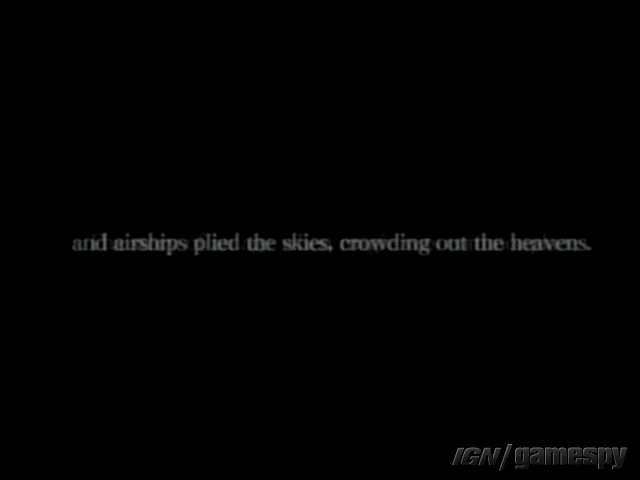 and airships plied the skies, crowding out the heavens.
IGN/gamespy